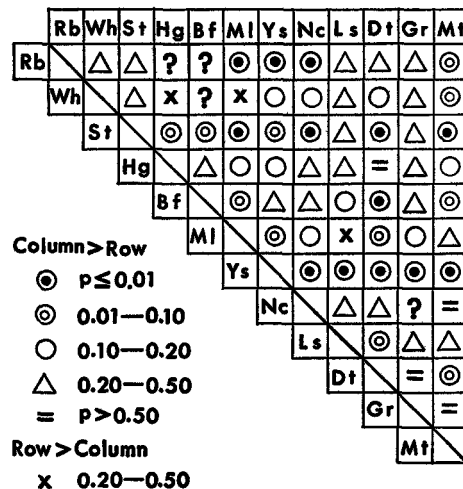 Rb Wh St Hg Bf Ml Ys Nc Ls Dt Gr Mt
Rb △ △ ? ? ◉ ◉ ◉ △ △ △ ◎
Wh △ x ? x ○ ○ △ ○ △ ◎
St ◎ ◎ ◉ ◎ ◉ △ ◉ △ ◉
Hg △ ○ ○ △ △ = △ ○
Bf ◎ △ △ ○ ◉ △ ◎
Ml ◎ ○ x ◎ ○ △
Ys ◉ ◉ ◉ ◉ ◉
Nc △ △ ? =
Ls ◎ △ △
Dt = ◎
Gr =
Mt
Column>Row
◉ p≤0.01
◎ 0.01—0.10
○ 0.10—0.20
△ 0.20—0.50
= p>0.50
Row>Column
x 0.20—0.50